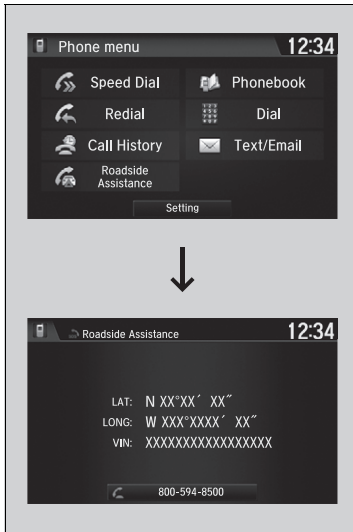 Phone menu 12:34
Speed Dial Phonebook
Redial Dial
Call History Text/Email
Roadside
Assistance
Setting
Roadside Assistance 12:34
LAT: N XX°XX′ XX″
LONG: W XXX°XXXX′ XX″
VIN: XXXXXXXXXXXXXXXXX
800-594-8500